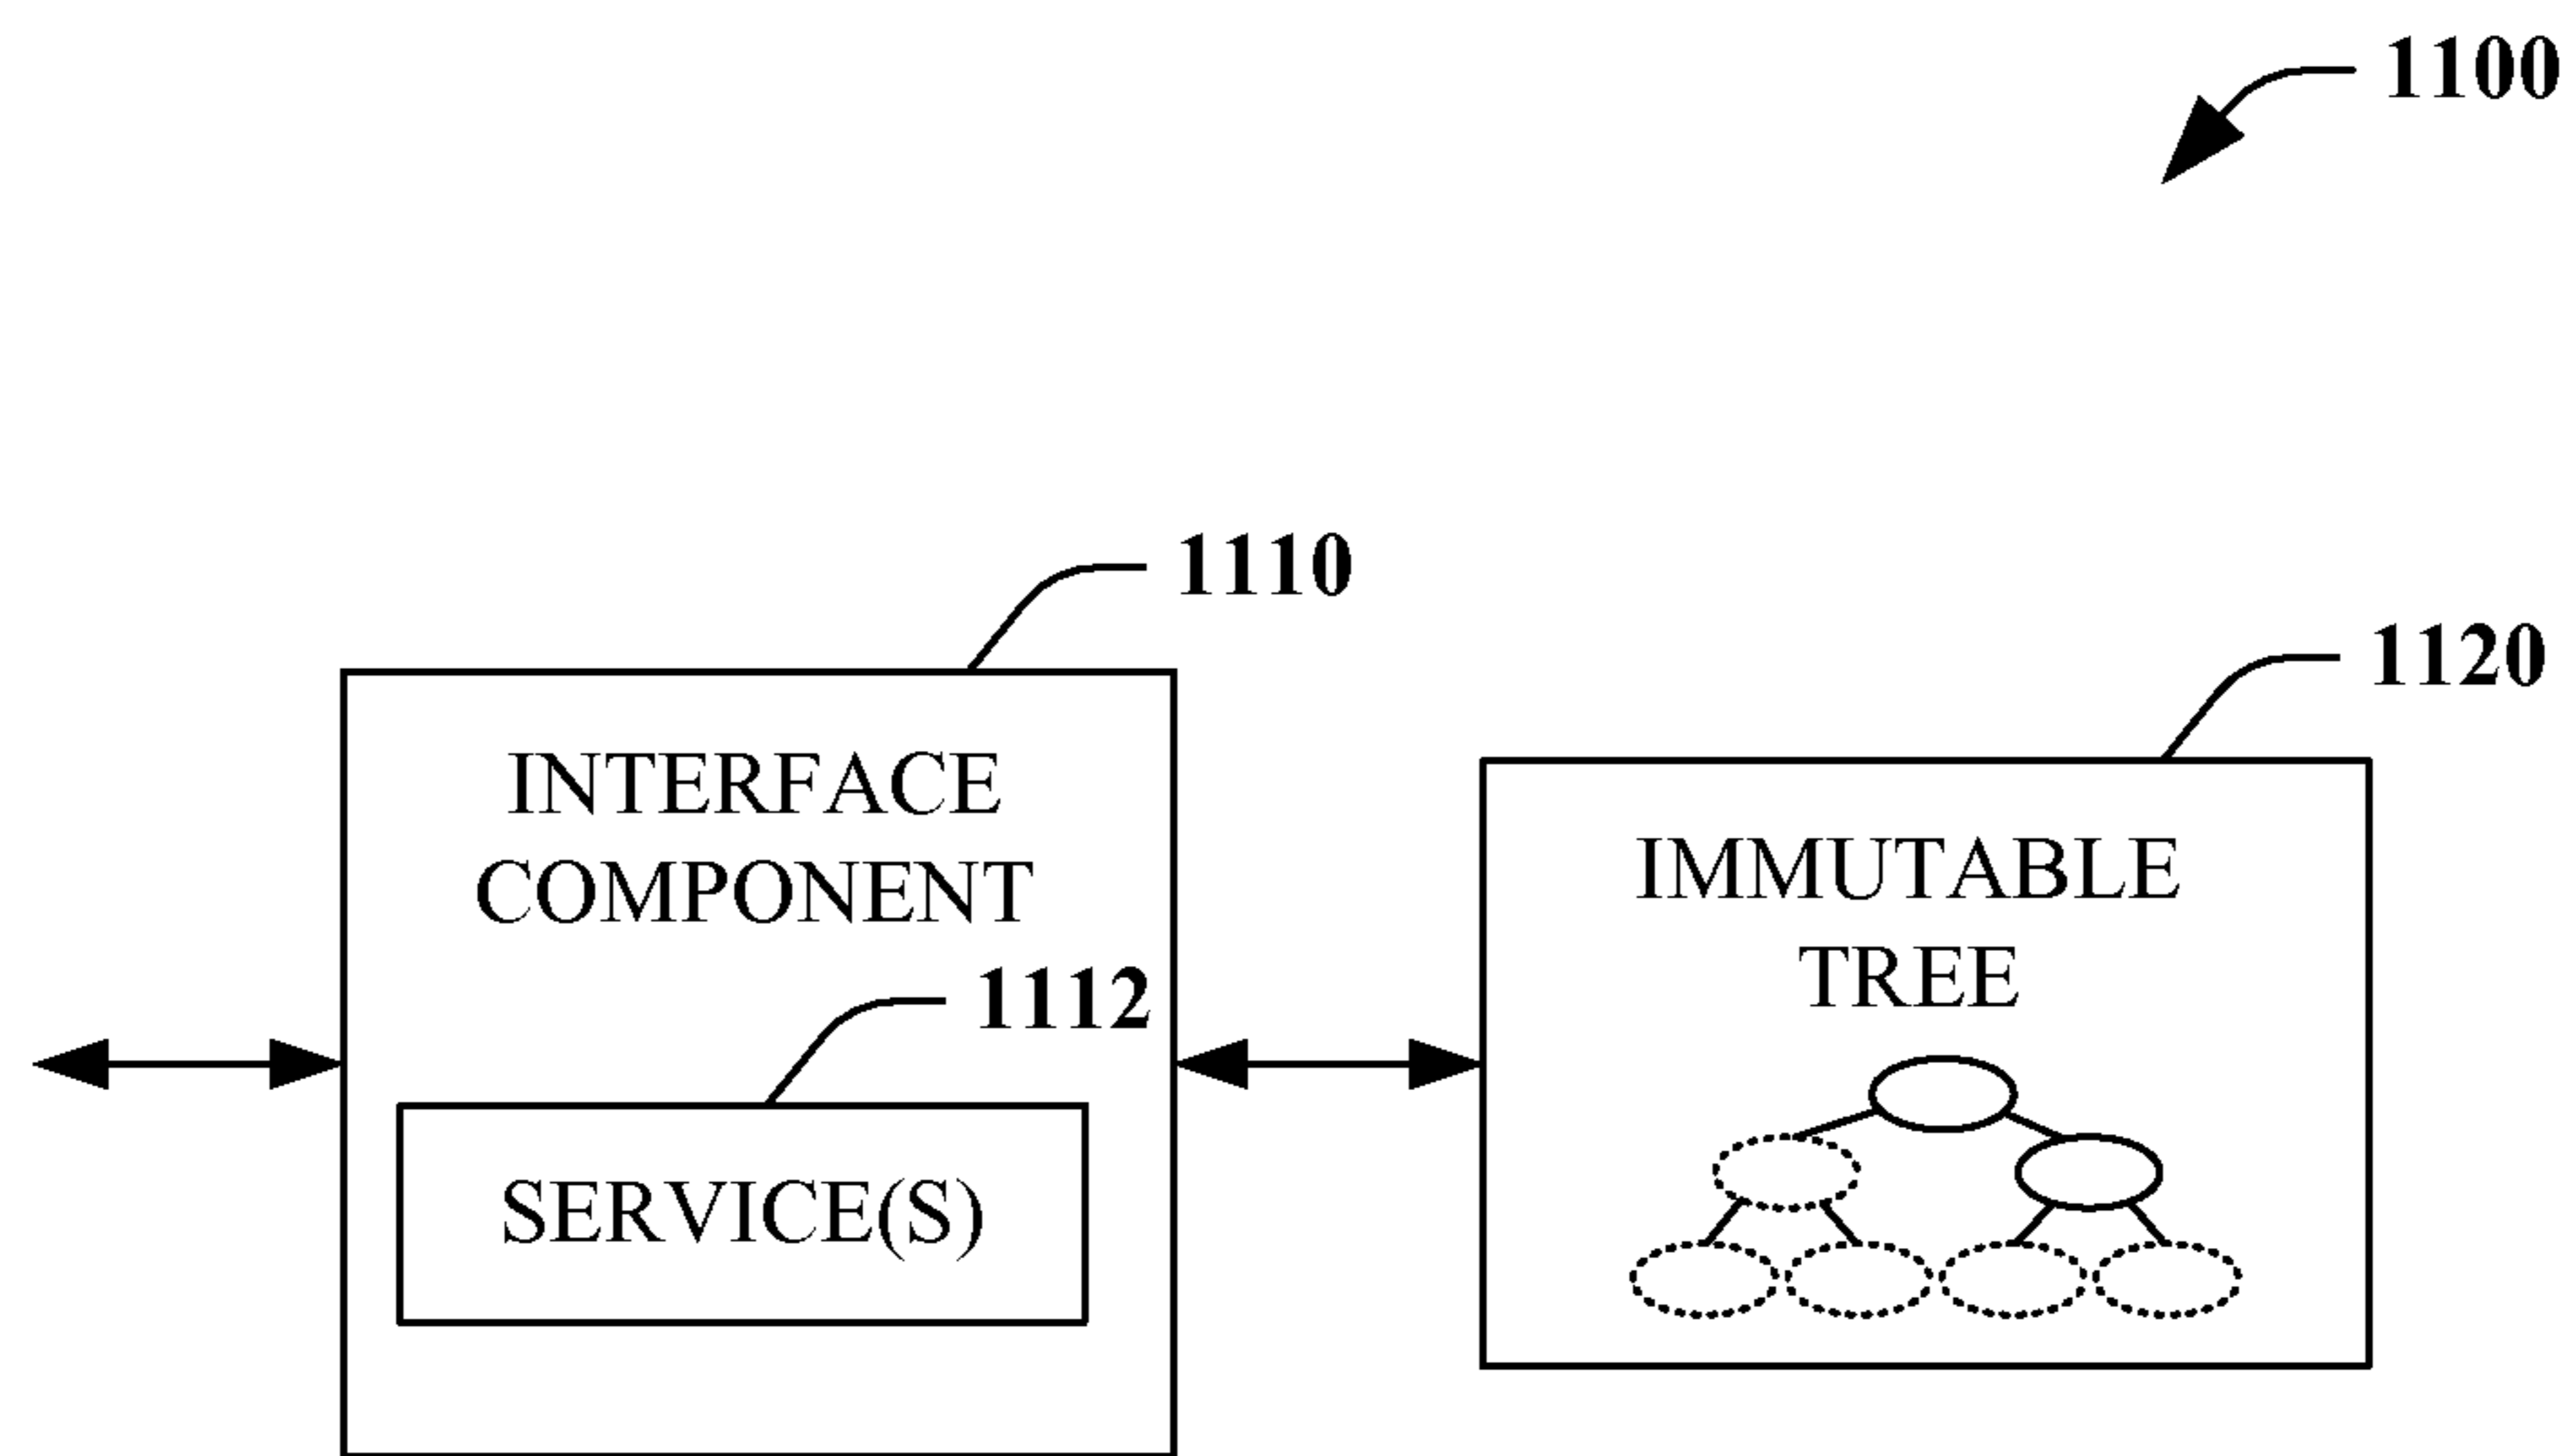 1100
1110
1120
INTERFACE
COMPONENT
1112
SERVICE(S)
IMMUTABLE
TREE